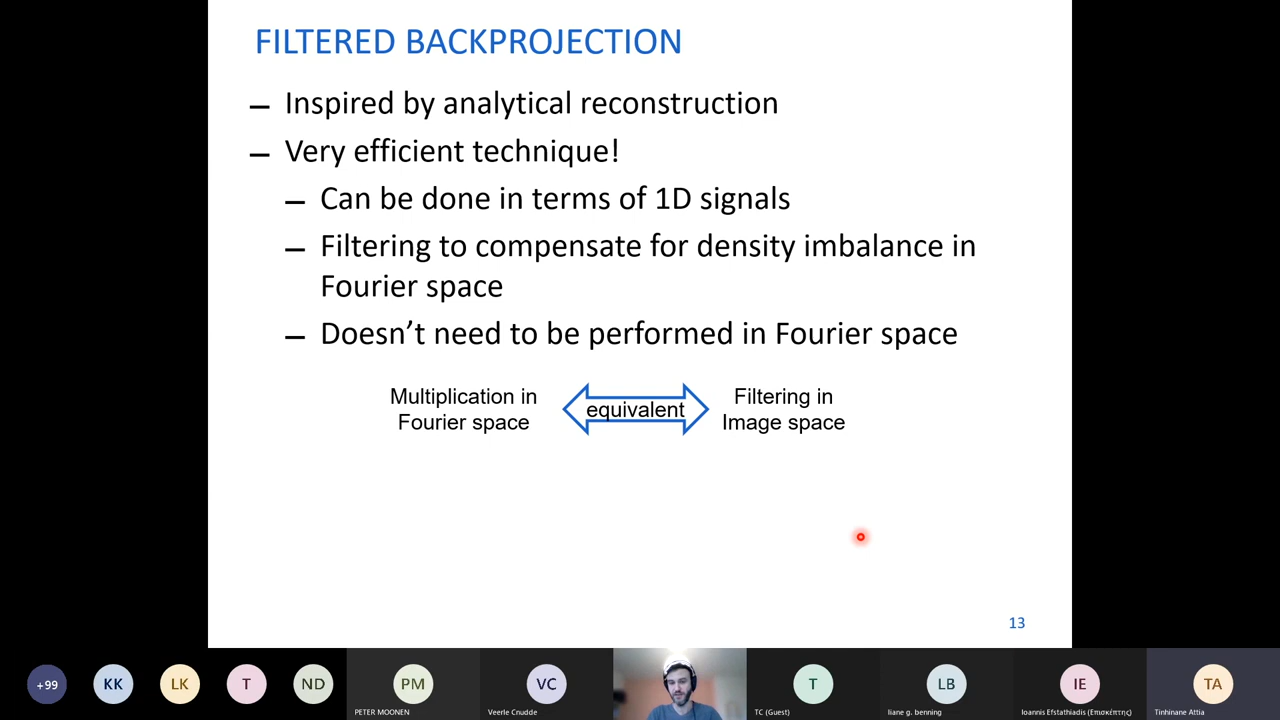 FILTERED BACKPROJECTION
– Inspired by analytical reconstruction
– Very efficient technique!
– Can be done in terms of 1D signals
– Filtering to compensate for density imbalance in
Fourier space
– Doesn’t need to be performed in Fourier space
Multiplication in
Fourier space
equivalent
Filtering in
Image space
13
+99
KK
LK
T
ND
PM
PETER MOONEN
VC
Veerle Cnudde
T
TC (Guest)
LB
liane g. benning
IE
Ioannis Efstathiadis (Επισκέπτης)
TA
Tinhinane Attia